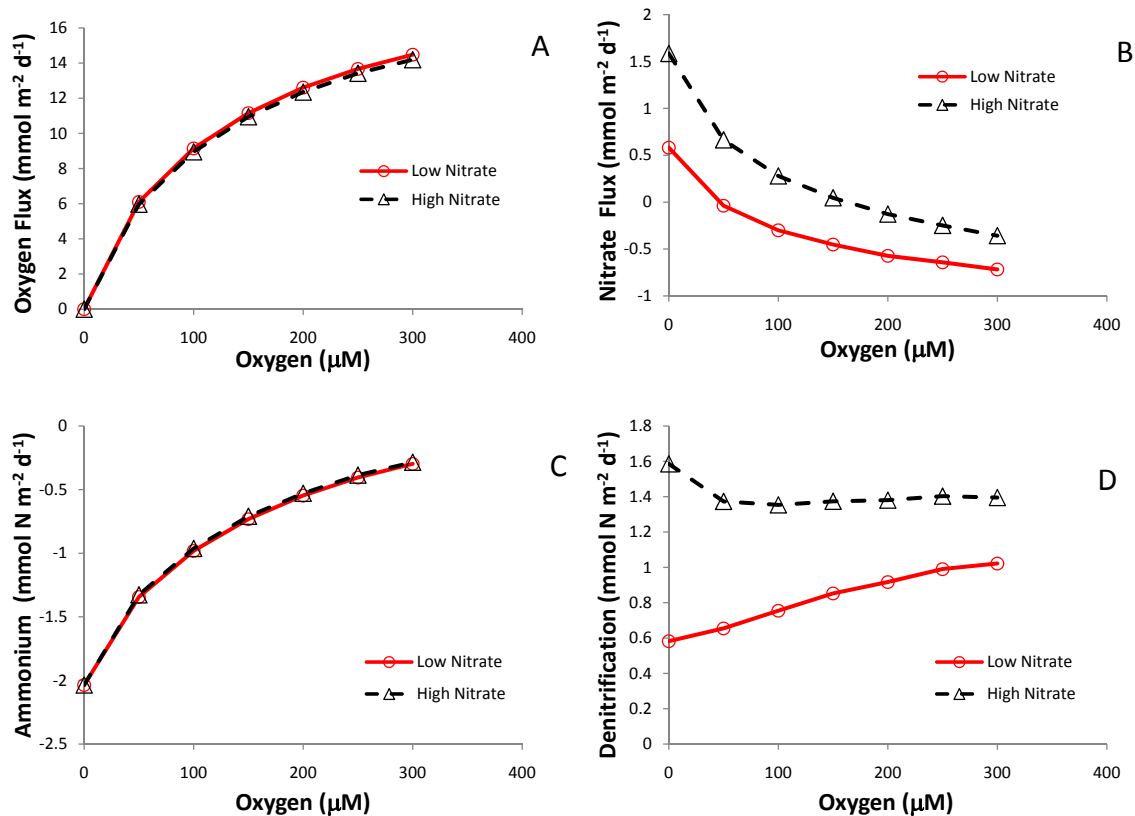 A
Oxygen Flux (mmol m⁻² d⁻¹)
16
14
12
10
8
6
4
2
0
0 100 200 300 400
Oxygen (μM)
Low Nitrate
High Nitrate
B
Nitrate Flux (mmol m⁻² d⁻¹)
2
1.5
1
0.5
0
-0.5
-1
0 100 200 300 400
Oxygen (μM)
Low Nitrate
High Nitrate
C
Ammonium (mmol N m⁻² d⁻¹)
0
-0.5
-1
-1.5
-2
-2.5
0 100 200 300 400
Oxygen (μM)
Low Nitrate
High Nitrate
D
Denitrification (mmol N m⁻² d⁻¹)
1.8
1.6
1.4
1.2
1
0.8
0.6
0.4
0.2
0
0 100 200 300 400
Oxygen (μM)
Low Nitrate
High Nitrate